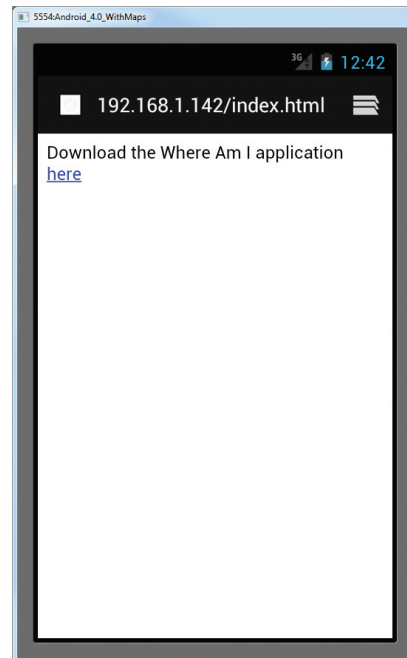 5554:Android_4.0_WithMaps
3G 12:42
192.168.1.142/index.html
Download the Where Am I application
here